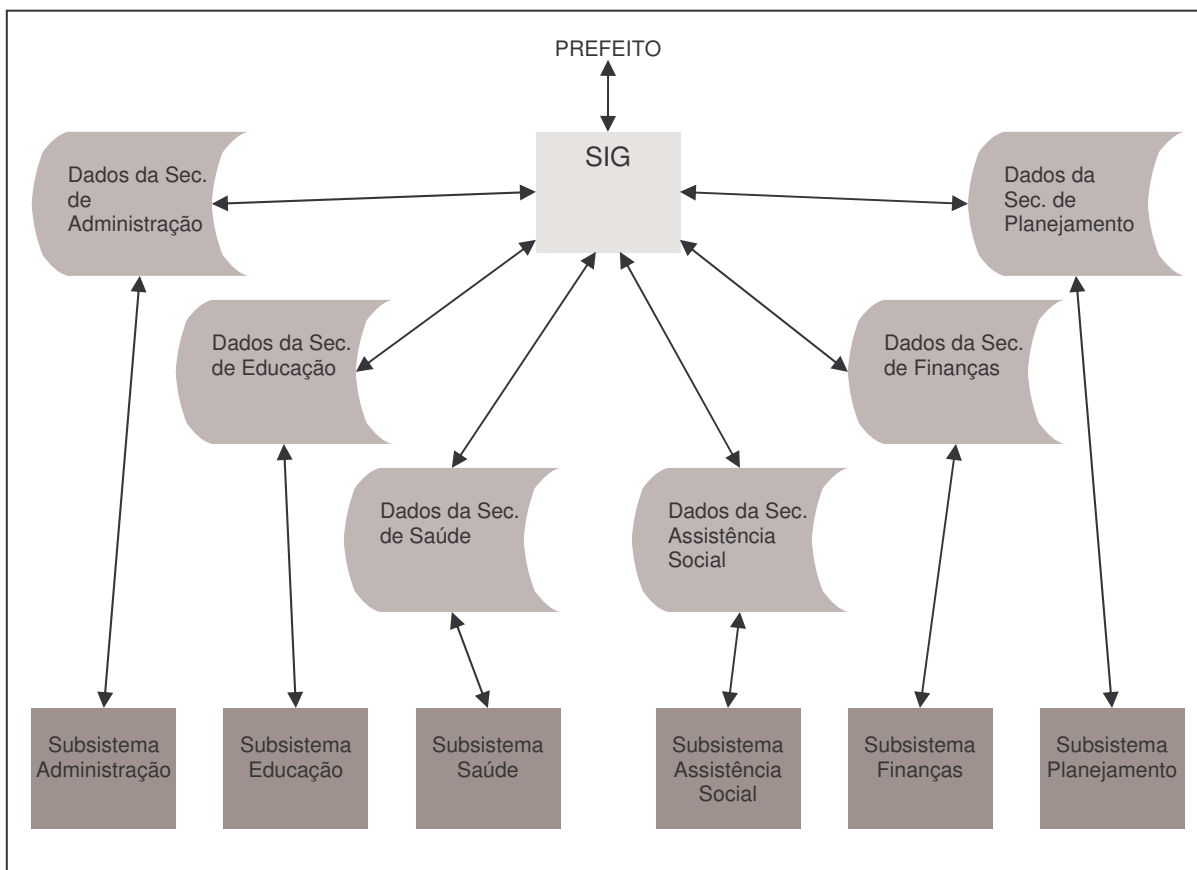 PREFEITO
SIG
Dados da Sec.
de
Administração
Dados da
Sec. de
Planejamento
Dados da Sec.
de Educação
Dados da Sec.
de Finanças
Dados da Sec.
de Saúde
Dados da Sec.
Assistência
Social
Subsistema
Administração
Subsistema
Educação
Subsistema
Saúde
Subsistema
Assistência
Social
Subsistema
Finanças
Subsistema
Planejamento